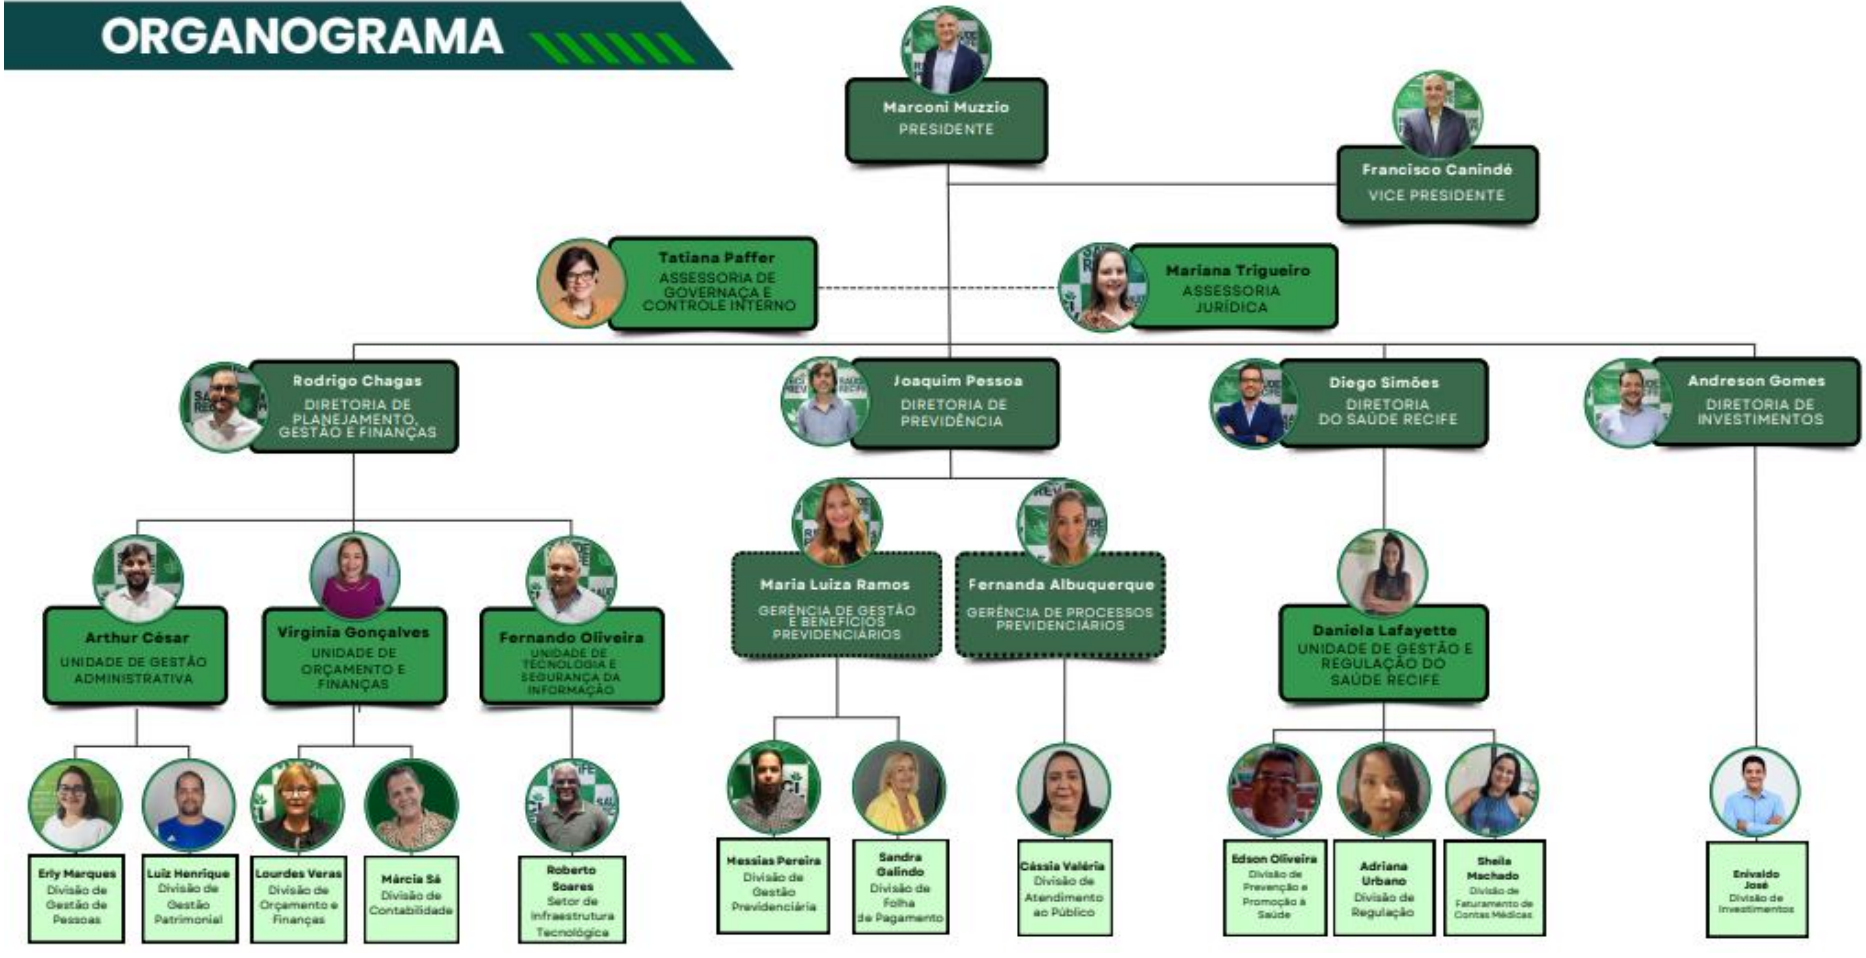 ORGANOGRAMA
Marconi Muzzio
PRESIDENTE
Francisco Canindé
VICE PRESIDENTE
Tatiana Paffer
ASSESSORIA DE
GOVERNAÇA E
CONTROLE INTERNO
Mariana Trigueiro
ASSESSORIA
JURÍDICA
Rodrigo Chagas
DIRETORIA DE
PLANEJAMENTO,
GESTÃO E FINANÇAS
Joaquim Pessoa
DIRETORIA DE
PREVIDÊNCIA
Diego Simões
DIRETORIA
DO SAÚDE RECIFE
Andreson Gomes
DIRETORIA DE
INVESTIMENTOS
Maria Luiza Ramos
GERÊNCIA DE GESTÃO
E BENEFÍCIOS
PREVIDENCIÁRIOS
Fernanda Albuquerque
GERÊNCIA DE PROCESSOS
PREVIDENCIÁRIOS
Arthur César
UNIDADE DE GESTÃO
ADMINISTRATIVA
Virginia Gonçalves
UNIDADE DE
ORÇAMENTO E
FINANÇAS
Fernando Oliveira
UNIDADE DE
TECNOLOGIA E
SEGURANÇA DA
INFORMAÇÃO
Daniela Lafayette
UNIDADE DE GESTÃO E
REGULAÇÃO DO
SAÚDE RECIFE
Erly Marques
Divisão de
Gestão de
Pessoas
Luiz Henrique
Divisão de
Gestão
Patrimonial
Lourdes Veras
Divisão de
Orçamento e
Finanças
Márcia Sá
Divisão de
Contabilidade
Roberto
Soares
Setor de
Infraestrutura
Tecnológica
Messias Pereira
Divisão de
Gestão
Previdenciária
Sandra
Galindo
Divisão de
Folha
de Pagamento
Cássia Valéria
Divisão de
Atendimento
ao Público
Edson Oliveira
Divisão de
Prevenção e
Promoção à
Saúde
Adriana
Urbano
Divisão de
Regulação
Sheila
Machado
Divisão de
Faturamento de
Contas Médicas
Enivaldo
José
Divisão de
Investimentos